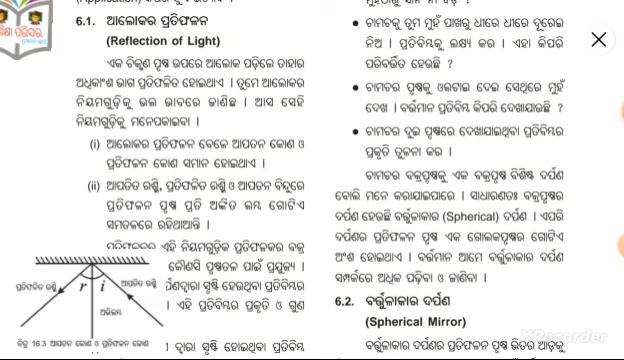 6.1. ଆଲୋକର ପ୍ରତିଫଳନ
(Reflection of Light)
ଏକ ଚିକ୍କଣ ପୃଷ୍ଠ ଉପରେ ଆଲୋକ ପଡ଼ିଲେ ତାହାର
ଅଧିକାଂଶ ଭାଗ ପ୍ରତିଫଳିତ ହୋଇଥାଏ । ତୁମେ ଆଲୋକର
ନିୟମଗୁଡ଼ିକୁ ଭଲ ଭାବରେ ଜାଣିଛ । ଆସ ସେହି
ନିୟମଗୁଡ଼ିକୁ ମନେପକାଇବା ।
(i) ଆଲୋକର ପ୍ରତିଫଳନ ବେଳେ ଆପତନ କୋଣ ଓ
ପ୍ରତିଫଳନ କୋଣ ସମାନ ହୋଇଥାଏ ।
(ii) ଆପତିତ ରଶ୍ମି, ପ୍ରତିଫଳିତ ରଶ୍ମି ଓ ଆପତନ ବିନ୍ଦୁରେ
ପ୍ରତିଫଳନ ପୃଷ୍ଠ ପ୍ରତି ଅଙ୍କିତ ଲମ୍ବ ଗୋଟିଏ
ସମତଳରେ ରହିଥାଆନ୍ତି ।
ଏହି ନିୟମଗୁଡ଼ିକ ପ୍ରତିଫଳକର ବକ୍ର
କୌଣସି ପୃଷ୍ଠତଳ ପାଇଁ ପ୍ରଯୁଜ୍ୟ ।
ର୍ପଣଦ୍ୱାରା ସୃଷ୍ଟି ହେଉଥିବା ପ୍ରତିବିମ୍ବର
। ଏହି ପ୍ରତିବିମ୍ବର ପ୍ରକୃତି ଓ ଗୁଣ
ଦ୍ୱାରା ସୃଷ୍ଟି ହୋଇଥିବା ପ୍ରତିବିମ୍ବ
ପ୍ରତିଫଳିତ ରଶ୍ମି r i ଆପତିତ ରଶ୍ମି
ଅଭିଲମ୍ବ
ଚିତ୍ର 16.3 ଆପତନ କୋଣ ଓ ପ୍ରତିଫଳନ କୋଣ
• ଚାମଚକୁ ତୁମ ମୁହଁ ପାଖରୁ ଧୀରେ ଧୀରେ ଦୂରେଇ
ନିଅ । ପ୍ରତିବିମ୍ବକୁ ଲକ୍ଷ୍ୟ କର । ଏହା କିପରି
ପରିବର୍ତ୍ତିତ ହେଉଛି ?
• ଚାମଚର ପୃଷ୍ଠକୁ ଓଲଟାଇ ଦେଇ ସେଥିରେ ମୁହଁ
ଦେଖ । ବର୍ତ୍ତମାନ ପ୍ରତିବିମ୍ବ କିପରି ଦେଖାଯାଉଛି ?
• ଚାମଚର ଦୁଇ ପୃଷ୍ଠରେ ଦେଖାଯାଇଥିବା ପ୍ରତିବିମ୍ବର
ପ୍ରକୃତି ତୁଳନା କର ।
ଚାମଚର ବକ୍ରପୃଷ୍ଠକୁ ଏକ ବକ୍ରପୃଷ୍ଠ ବିଶିଷ୍ଟ ଦର୍ପଣ
ବୋଲି ମନେ କରାଯାଇପାରେ । ସାଧାରଣତଃ ବକ୍ରପୃଷ୍ଠର
ଦର୍ପଣ ହେଉଛି ବର୍ତ୍ତୁଳାକାର (Spherical) ଦର୍ପଣ । ଏପରି
ଦର୍ପଣର ପ୍ରତିଫଳନ ପୃଷ୍ଠ ଏକ ଗୋଲକପୃଷ୍ଠର ଗୋଟିଏ
ଅଂଶ ହୋଇଥାଏ । ବର୍ତ୍ତମାନ ଆମେ ବର୍ତ୍ତୁଳାକାର ଦର୍ପଣ
ସମ୍ପର୍କରେ ଅଧିକ ପଢ଼ିବା ଓ ଜାଣିବା ।
6.2. ବର୍ତ୍ତୁଳାକାର ଦର୍ପଣ
(Spherical Mirror)
ବର୍ତ୍ତୁଳାକାର ଦର୍ପଣର ପ୍ରତିଫଳନ ପୃଷ୍ଠ ଭିତର ଆଡ଼କୁ
XRecorder